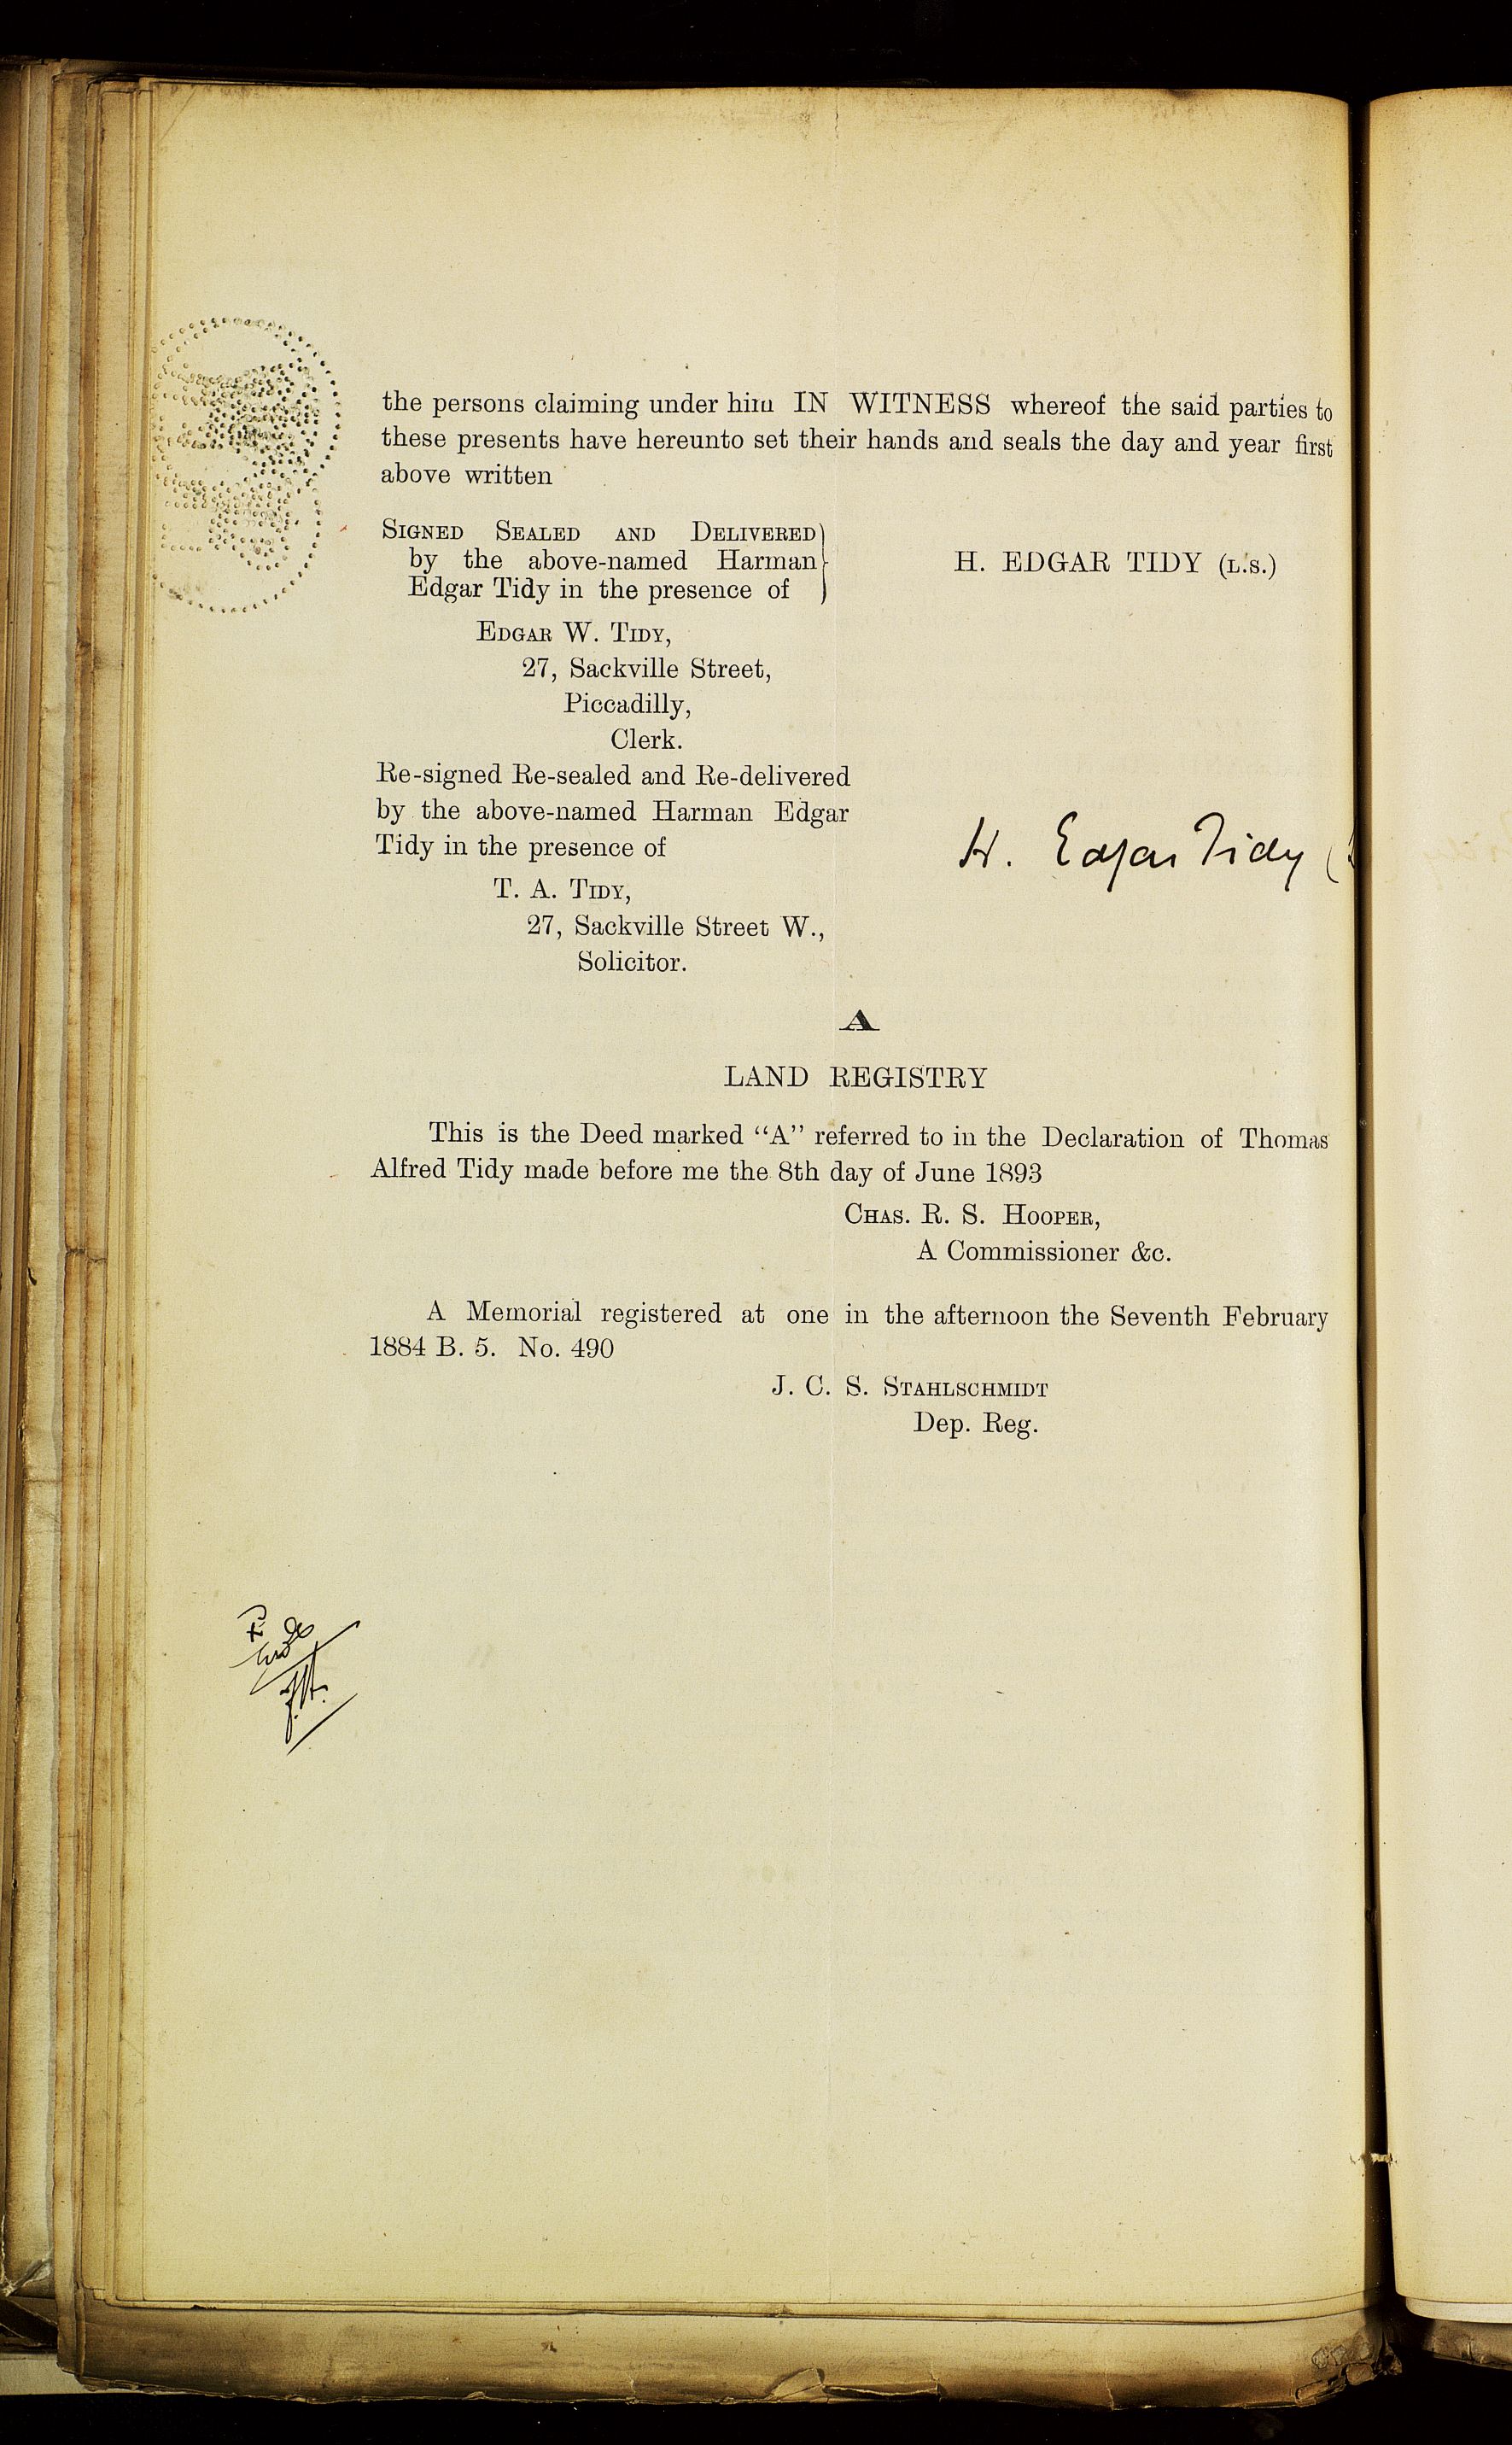 the persons claiming under him IN WITNESS whereof the said parties to
these presents have hereunto set their hands and seals the day and year first
above written
SIGNED SEALED AND DELIVERED
by the above-named Harman
Edgar Tidy in the presence of
H. EDGAR TIDY (L.S.)
EDGAR W. TIDY,
27, Sackville Street,
Piccadilly,
Clerk.
Re-signed Re-sealed and Re-delivered
by the above-named Harman Edgar
Tidy in the presence of
H. Edgar Tidy (
T. A. TIDY,
27, Sackville Street W.,
Solicitor.
A
LAND REGISTRY
This is the Deed marked “A” referred to in the Declaration of Thomas
Alfred Tidy made before me the 8th day of June 1893
CHAS. R. S. HOOPER,
A Commissioner &c.
A Memorial registered at one in the afternoon the Seventh February
1884 B. 5. No. 490
J. C. S. STAHLSCHMIDT
Dep. Reg.